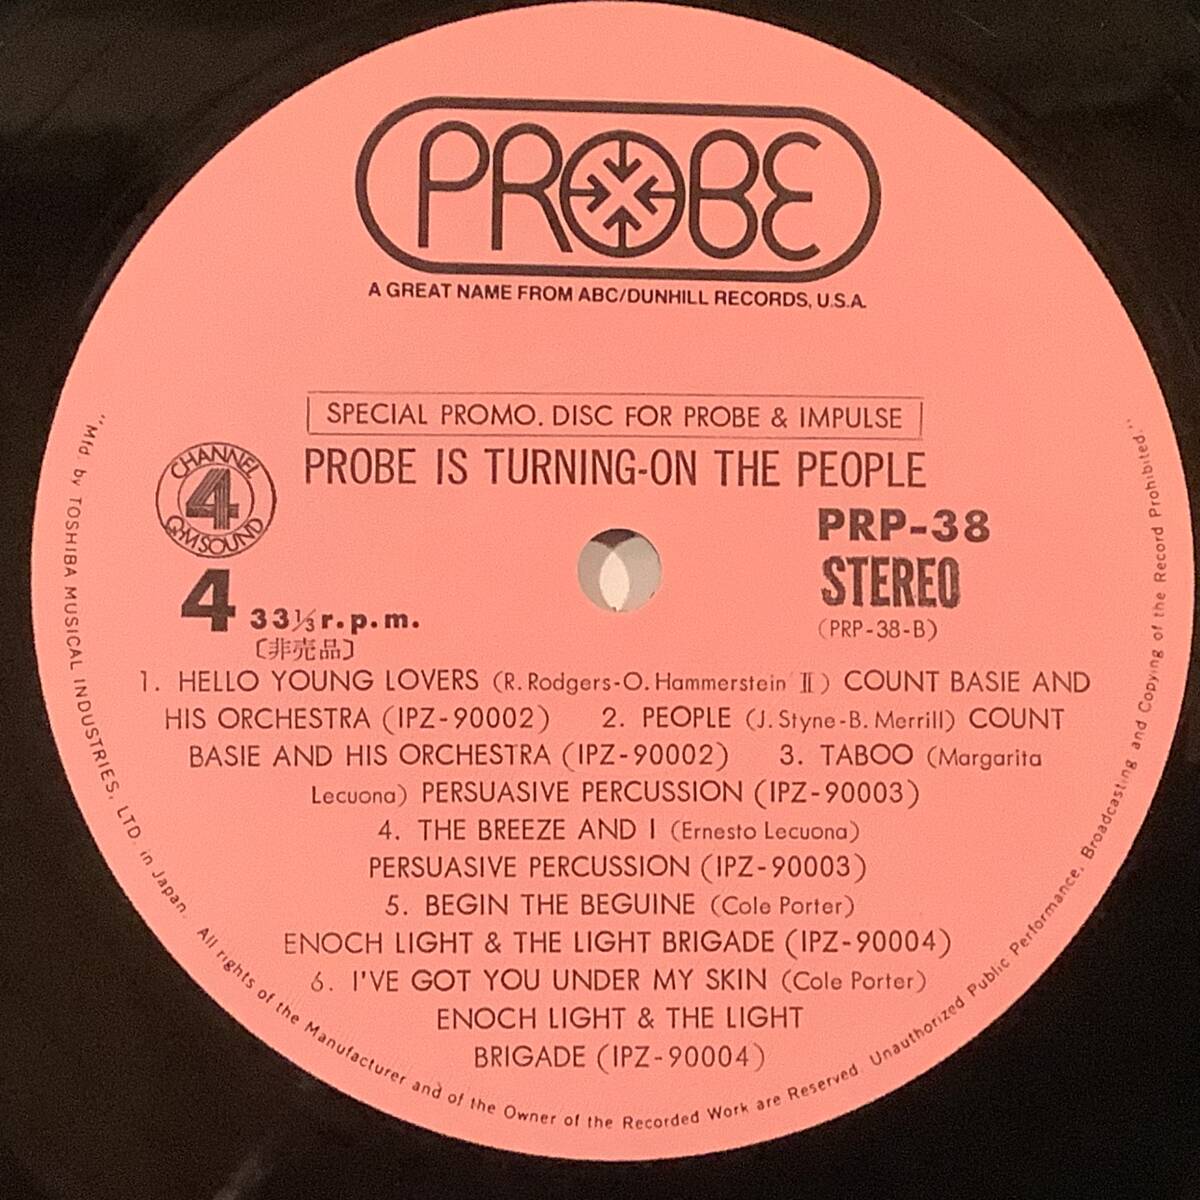 PROBE
A GREAT NAME FROM ABC/DUNHILL RECORDS, U.S.A.
SPECIAL PROMO. DISC FOR PROBE & IMPULSE
PROBE IS TURNING-ON THE PEOPLE
CHANNEL
4
QMSOUND
PRP-38
STEREO
(PRP-38-B)
4 33⅓ r.p.m.
〔非売品〕
1. HELLO YOUNG LOVERS (R. Rodgers-O. Hammerstein Ⅱ) COUNT BASIE AND
HIS ORCHESTRA (IPZ-90002) 2. PEOPLE (J. Styne-B. Merrill) COUNT
BASIE AND HIS ORCHESTRA (IPZ-90002) 3. TABOO (Margarita
Lecuona) PERSUASIVE PERCUSSION (IPZ-90003)
4. THE BREEZE AND I (Ernesto Lecuona)
PERSUASIVE PERCUSSION (IPZ-90003)
5. BEGIN THE BEGUINE (Cole Porter)
ENOCH LIGHT & THE LIGHT BRIGADE (IPZ-90004)
6. I'VE GOT YOU UNDER MY SKIN (Cole Porter)
ENOCH LIGHT & THE LIGHT
BRIGADE (IPZ-90004)
"Mfd by TOSHIBA MUSICAL INDUSTRIES, LTD. in Japan. All rights of the Manufacturer and of the Owner of the Recorded Work are Reserved Unauthorized Public Performance, Broadcasting and Copying of the Record Prohibited."